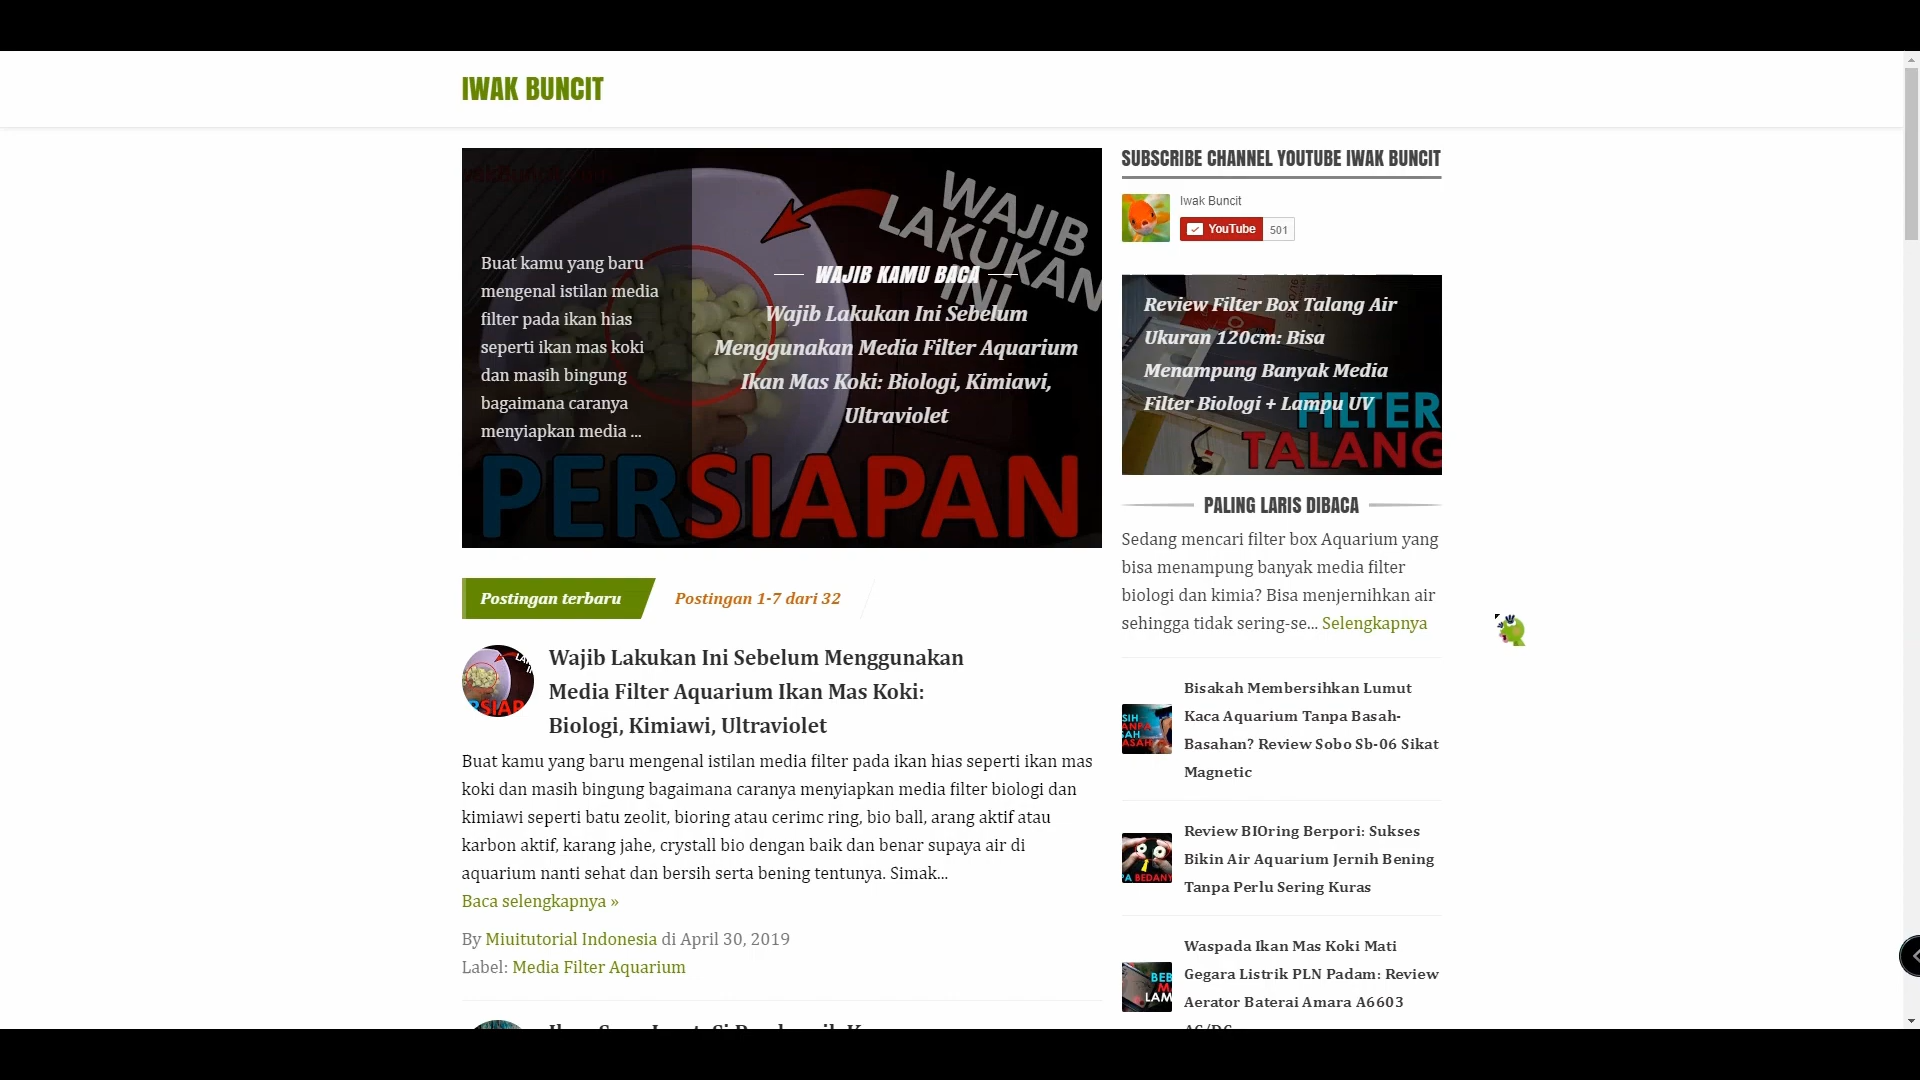 IWAK BUNCIT
WAJIB
LAKUKAN
INI
Buat kamu yang baru
mengenal istilan media
filter pada ikan hias
seperti ikan mas koki
dan masih bingung
bagaimana caranya
menyiapkan media ...
WAJIB KAMU BACA
Wajib Lakukan Ini Sebelum
Menggunakan Media Filter Aquarium
Ikan Mas Koki: Biologi, Kimiawi,
Ultraviolet
PERSIAPAN
Postingan terbaru
Postingan 1-7 dari 32
Wajib Lakukan Ini Sebelum Menggunakan
Media Filter Aquarium Ikan Mas Koki:
Biologi, Kimiawi, Ultraviolet
Buat kamu yang baru mengenal istilan media filter pada ikan hias seperti ikan mas
koki dan masih bingung bagaimana caranya menyiapkan media filter biologi dan
kimiawi seperti batu zeolit, bioring atau cerimc ring, bio ball, arang aktif atau
karbon aktif, karang jahe, crystall bio dengan baik dan benar supaya air di
aquarium nanti sehat dan bersih serta bening tentunya. Simak...
Baca selengkapnya »
By Miuitutorial Indonesia di April 30, 2019
Label: Media Filter Aquarium
SUBSCRIBE CHANNEL YOUTUBE IWAK BUNCIT
Iwak Buncit
YouTube 501
Review Filter Box Talang Air
Ukuran 120cm: Bisa
Menampung Banyak Media
Filter Biologi + Lampu UV
FILTER
TALANG
PALING LARIS DIBACA
Sedang mencari filter box Aquarium yang
bisa menampung banyak media filter
biologi dan kimia? Bisa menjernihkan air
sehingga tidak sering-se... Selengkapnya
Bisakah Membersihkan Lumut
Kaca Aquarium Tanpa Basah-
Basahan? Review Sobo Sb-06 Sikat
Magnetic
Review BIOring Berpori: Sukses
Bikin Air Aquarium Jernih Bening
Tanpa Perlu Sering Kuras
Waspada Ikan Mas Koki Mati
Gegara Listrik PLN Padam: Review
Aerator Baterai Amara A6603